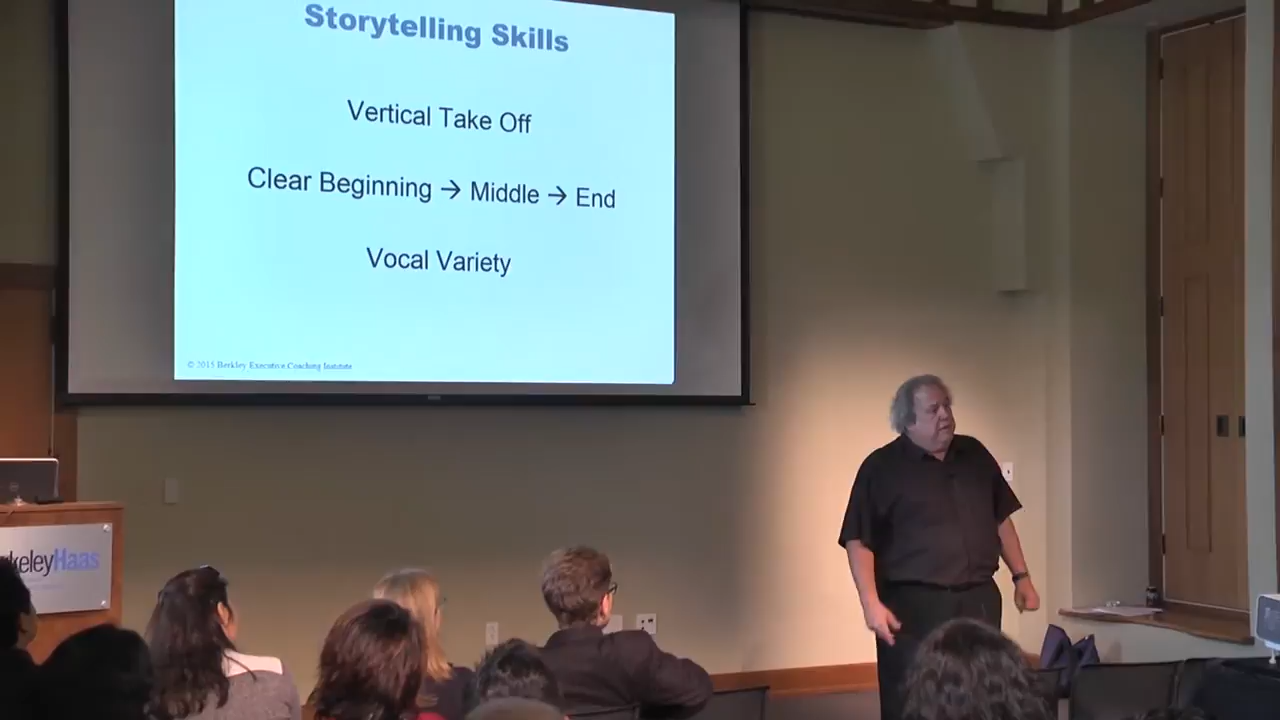 Storytelling Skills
Vertical Take Off
Clear Beginning → Middle → End
Vocal Variety
© 2015 Berkley Executive Coaching Institute
keleyHaas